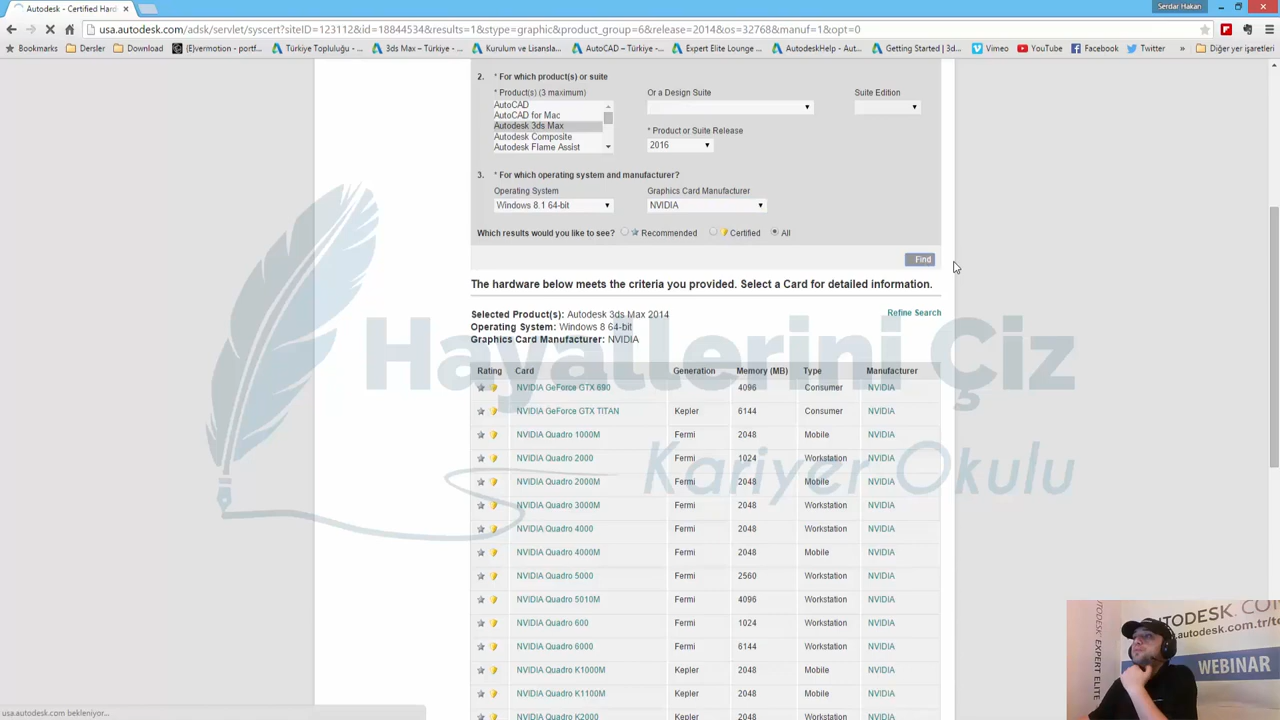 Autodesk - Certified Hard
Serdar Hakan
usa.autodesk.com/adsk/servlet/syscert?siteID=123112&id=18844534&results=1&stype=graphic&product_group=6&release=2014&os=32768&manuf=1&opt=0
Bookmarks Dersler Download (A)Evermotion - portf... Türkiye Topluluğu - ... 3ds Max – Türkiye - ... Kurulum ve Lisansla... AutoCAD – Türkiye -... Expert Elite Lounge ... AutodeskHelp - Aut... Getting Started | 3d... Vimeo YouTube Facebook Twitter » Diğer yer işaretleri
2. * For which product(s) or suite
* Product(s) (3 maximum) Or a Design Suite Suite Edition
AutoCAD
AutoCAD for Mac
Autodesk 3ds Max
Autodesk Composite
Autodesk Flame Assist
* Product or Suite Release
2016
3. * For which operating system and manufacturer?
Operating System Graphics Card Manufacturer
Windows 8.1 64-bit NVIDIA
Which results would you like to see? Recommended Certified All
Find
The hardware below meets the criteria you provided. Select a Card for detailed information.
Selected Product(s): Autodesk 3ds Max 2014 Refine Search
Operating System: Windows 8 64-bit
Graphics Card Manufacturer: NVIDIA
Hayallerini Çiz
Kariyer Okulu
Rating Card Generation Memory (MB) Type Manufacturer
NVIDIA GeForce GTX 690 4096 Consumer NVIDIA
NVIDIA GeForce GTX TITAN Kepler 6144 Consumer NVIDIA
NVIDIA Quadro 1000M Fermi 2048 Mobile NVIDIA
NVIDIA Quadro 2000 Fermi 1024 Workstation NVIDIA
NVIDIA Quadro 2000M Fermi 2048 Mobile NVIDIA
NVIDIA Quadro 3000M Fermi 2048 Workstation NVIDIA
NVIDIA Quadro 4000 Fermi 2048 Workstation NVIDIA
NVIDIA Quadro 4000M Fermi 2048 Mobile NVIDIA
NVIDIA Quadro 5000 Fermi 2560 Workstation NVIDIA
NVIDIA Quadro 5010M Fermi 4096 Workstation NVIDIA
NVIDIA Quadro 600 Fermi 1024 Workstation NVIDIA
NVIDIA Quadro 6000 Fermi 6144 Workstation NVIDIA
NVIDIA Quadro K1000M Kepler 2048 Mobile NVIDIA
NVIDIA Quadro K1100M Kepler 2048 Mobile NVIDIA
NVIDIA Quadro K2000 Kepler 2048 Workstation NVIDIA
usa.autodesk.com bekleniyor...
AUTODESK EXPERT ELITE
UTODESK. CO
w.autodesk.com.tr/te
WEBINAR